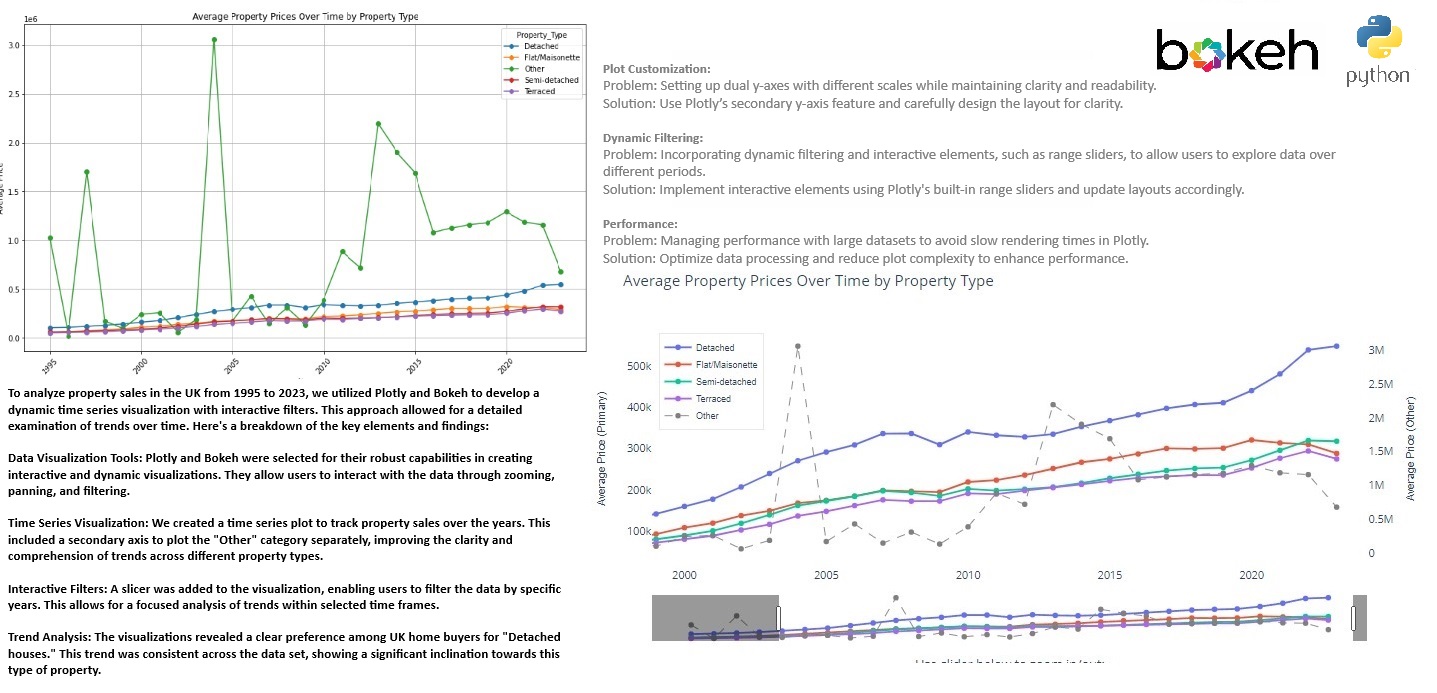 Average Property Prices Over Time by Property Type
1e6
3.0
2.5
2.0
1.5
1.0
0.5
0.0
1995
2000
2005
2010
2015
2020
Property_Type
Detached
Flat/Maisonette
Other
Semi-detached
Terraced
To analyze property sales in the UK from 1995 to 2023, we utilized Plotly and Bokeh to develop a
dynamic time series visualization with interactive filters. This approach allowed for a detailed
examination of trends over time. Here's a breakdown of the key elements and findings:
Data Visualization Tools: Plotly and Bokeh were selected for their robust capabilities in creating
interactive and dynamic visualizations. They allow users to interact with the data through zooming,
panning, and filtering.
Time Series Visualization: We created a time series plot to track property sales over the years. This
included a secondary axis to plot the "Other" category separately, improving the clarity and
comprehension of trends across different property types.
Interactive Filters: A slicer was added to the visualization, enabling users to filter the data by specific
years. This allows for a focused analysis of trends within selected time frames.
Trend Analysis: The visualizations revealed a clear preference among UK home buyers for "Detached
houses." This trend was consistent across the data set, showing a significant inclination towards this
type of property.
bokeh
python
Plot Customization:
Problem: Setting up dual y-axes with different scales while maintaining clarity and readability.
Solution: Use Plotly’s secondary y-axis feature and carefully design the layout for clarity.
Dynamic Filtering:
Problem: Incorporating dynamic filtering and interactive elements, such as range sliders, to allow users to explore data over
different periods.
Solution: Implement interactive elements using Plotly's built-in range sliders and update layouts accordingly.
Performance:
Problem: Managing performance with large datasets to avoid slow rendering times in Plotly.
Solution: Optimize data processing and reduce plot complexity to enhance performance.
Average Property Prices Over Time by Property Type
Detached
Flat/Maisonette
Semi-detached
Terraced
Other
Average Price (Primary)
500k
400k
300k
200k
100k
3M
2.5M
2M
1.5M
1M
0.5M
0
Average Price (Other)
2000
2005
2010
2015
2020